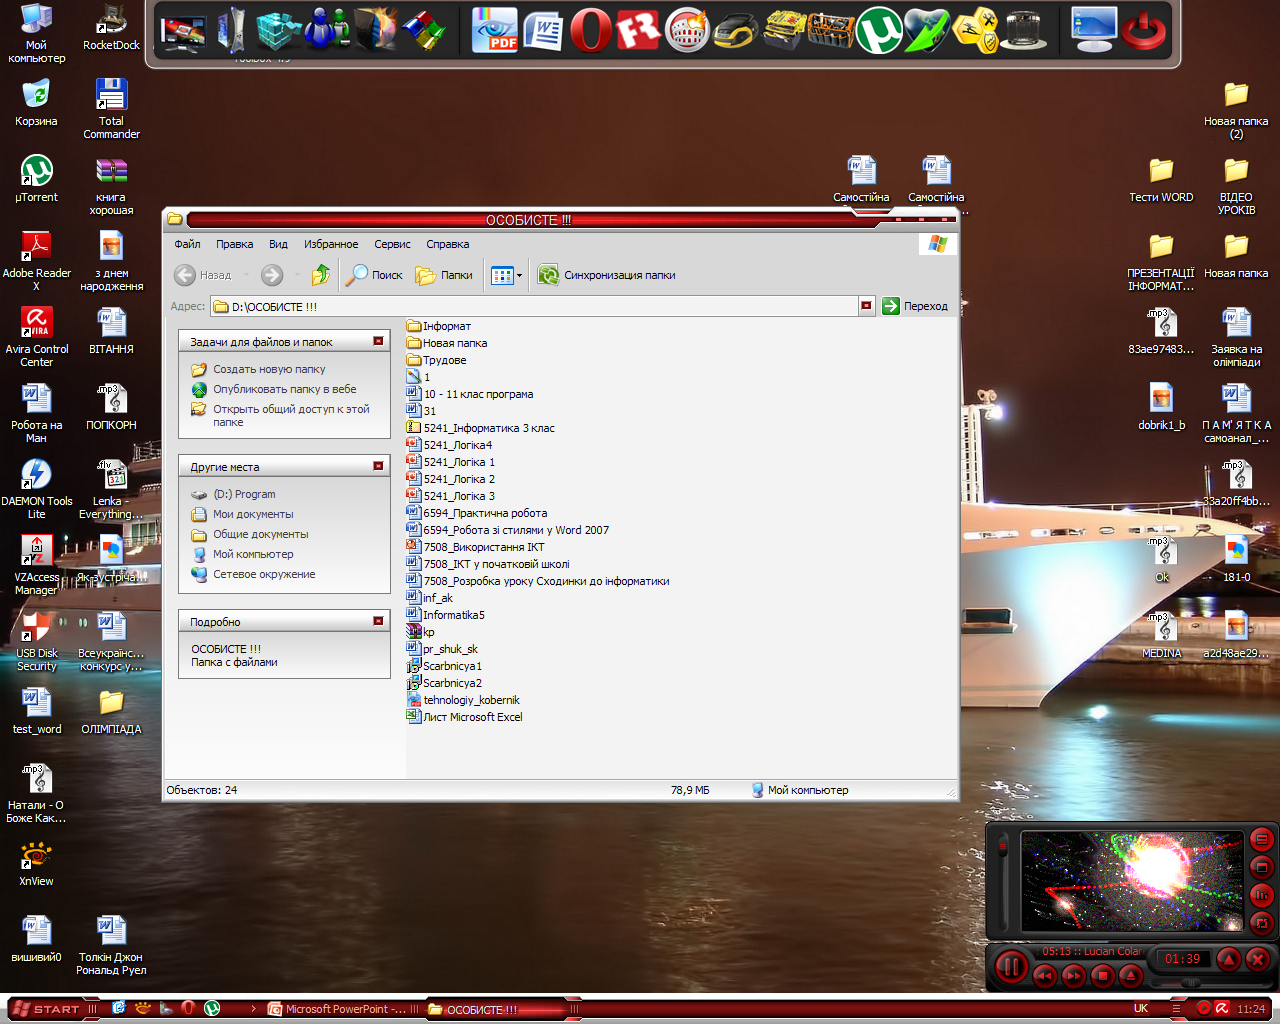 Мой компьютер
RocketDock
PDF
Корзина
Total Commander
Новая папка (2)
µTorrent
книга хорошая
Самостійна
Самостійна
Тести WORD
ВІДЕО УРОКІВ
Adobe Reader X
з днем народження
ПРЕЗЕНТАЦІЇ ІНФОРМАТ...
Новая папка
Avira Control Center
ВІТАННЯ
83ae97483...
Заявка на олімпіади
Робота на Ман
ПОПКОРН
dobrik1_b
П А М' Я Т К А самоанал_...
DAEMON Tools Lite
Lenka - Everything...
33a20ff4bb...
VZAccess Manager
Як-зустріча...
Ok
181-0
USB Disk Security
Всеукраїнс... конкурс-у...
MEDINA
a2d48ae29...
test_word
ОЛІМПІАДА
Натали - О Боже Как...
XnView
вишивий0
Толкін Джон Рональд Руел
ОСОБИСТЕ !!!
Файл Правка Вид Избранное Сервис Справка
Назад Поиск Папки Синхронизация папки
Адрес: D:\ОСОБИСТЕ !!! Переход
Задачи для файлов и папок
Создать новую папку
Опубликовать папку в вебе
Открыть общий доступ к этой папке
Другие места
(D:) Program
Мои документы
Общие документы
Мой компьютер
Сетевое окружение
Подробно
ОСОБИСТЕ !!!
Папка с файлами
Інформат
Новая папка
Трудове
1
10 - 11 клас програма
31
5241_Інформатика 3 клас
5241_Логіка4
5241_Логіка 1
5241_Логіка 2
5241_Логіка 3
6594_Практична робота
6594_Робота зі стилями у Word 2007
7508_Використання ІКТ
7508_ІКТ у початковій школі
7508_Розробка уроку Сходинки до інформатики
inf_ak
Informatika5
kp
pr_shuk_sk
Scarbnicya1
Scarbnicya2
tehnologiy_kobernik
Лист Microsoft Excel
Объектов: 24 78,9 МБ Мой компьютер
05:13 :: Lucian Colar
01:39
START Microsoft PowerPoint -... ОСОБИСТЕ !!! UK 11:24